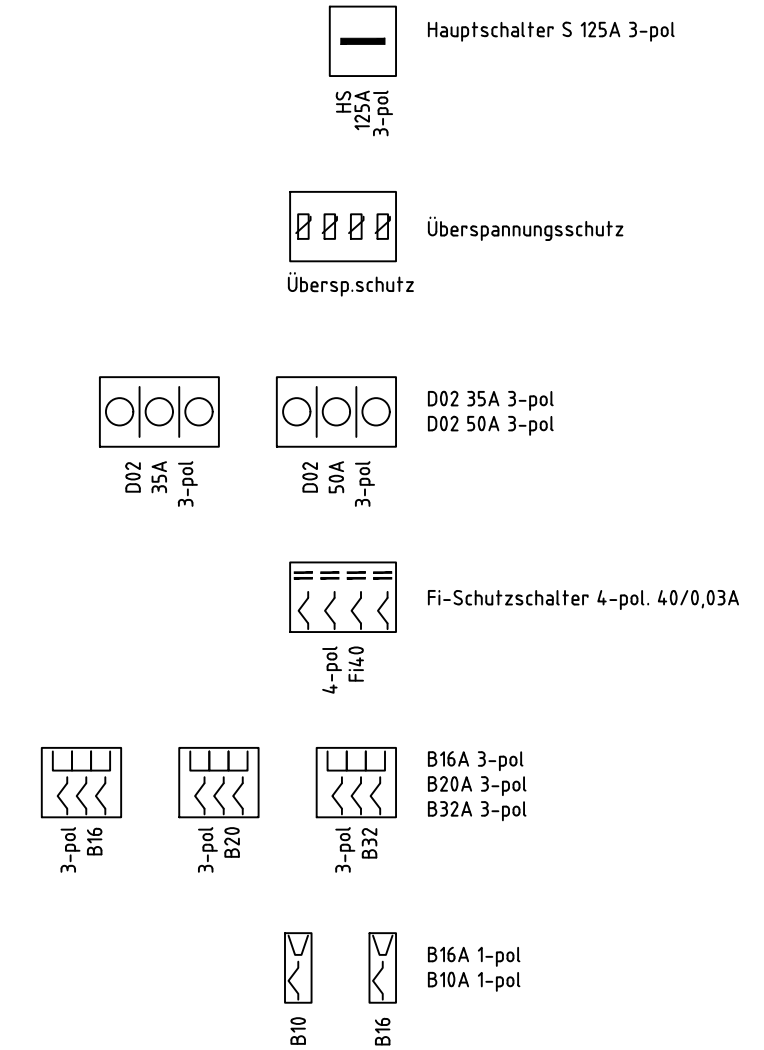 Hauptschalter S 125A 3-pol
HS
125A
3-pol
Überspannungsschutz
Übersp.schutz
D02 35A 3-pol
D02 50A 3-pol
D02
35A
3-pol
D02
50A
3-pol
Fi-Schutzschalter 4-pol. 40/0,03A
4-pol
Fi40
B16A 3-pol
B20A 3-pol
B32A 3-pol
3-pol
B16
3-pol
B20
3-pol
B32
B16A 1-pol
B10A 1-pol
B10
B16